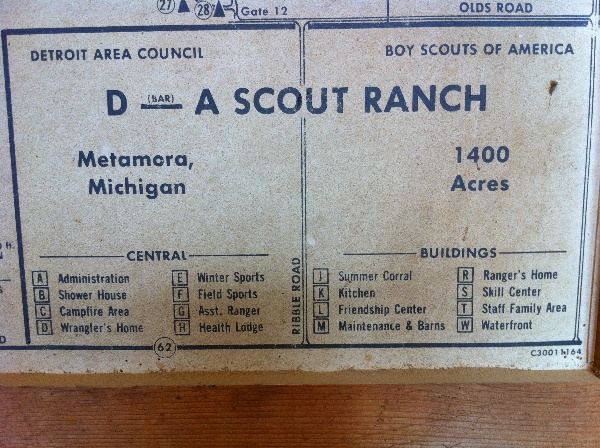 27 28 Gate 12
OLDS ROAD
DETROIT AREA COUNCIL
BOY SCOUTS OF AMERICA
D (BAR) A SCOUT RANCH
Metamora,
Michigan
1400
Acres
CENTRAL
A Administration
B Shower House
C Campfire Area
D Wrangler's Home
E Winter Sports
F Field Sports
G Asst. Ranger
H Health Lodge
RIBBLE ROAD
BUILDINGS
J Summer Corral
K Kitchen
L Friendship Center
M Maintenance & Barns
R Ranger's Home
S Skill Center
T Staff Family Area
W Waterfront
62